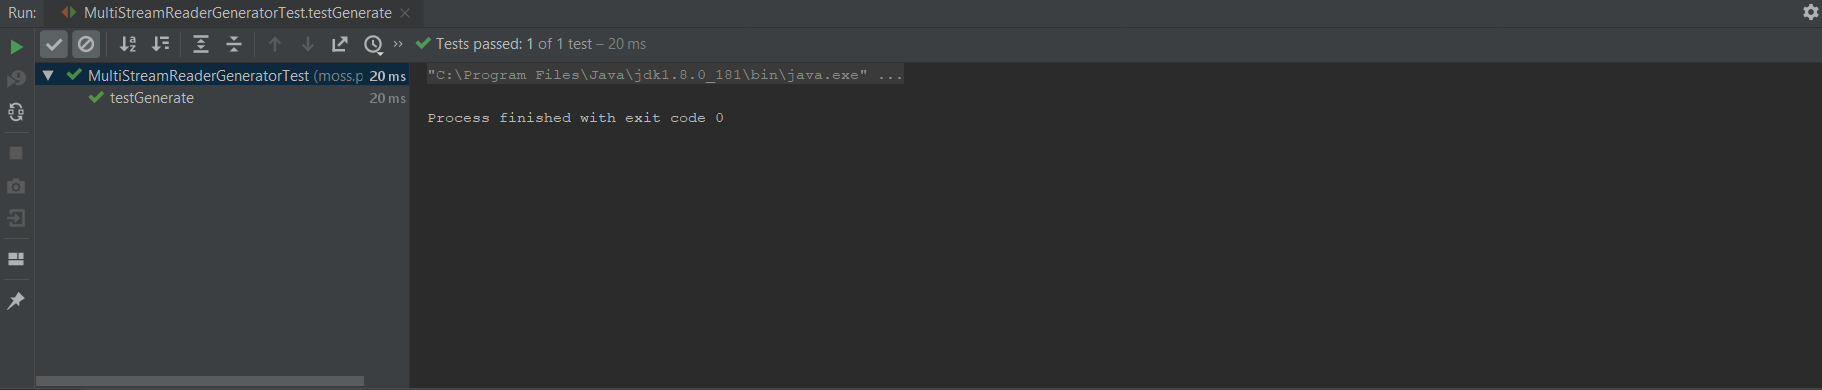 Run: MultiStreamReaderGeneratorTest.testGenerate
Tests passed: 1 of 1 test – 20 ms
MultiStreamReaderGeneratorTest (moss.p 20 ms
testGenerate 20 ms
"C:\Program Files\Java\jdk1.8.0_181\bin\java.exe" ...
Process finished with exit code 0